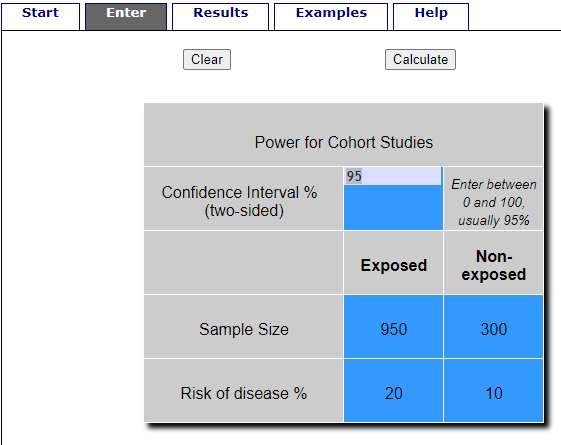 Start Enter Results Examples Help
Clear Calculate
Power for Cohort Studies
Confidence Interval %
(two-sided)
95
Enter between
0 and 100,
usually 95%
Exposed
Non-
exposed
Sample Size 950 300
Risk of disease % 20 10